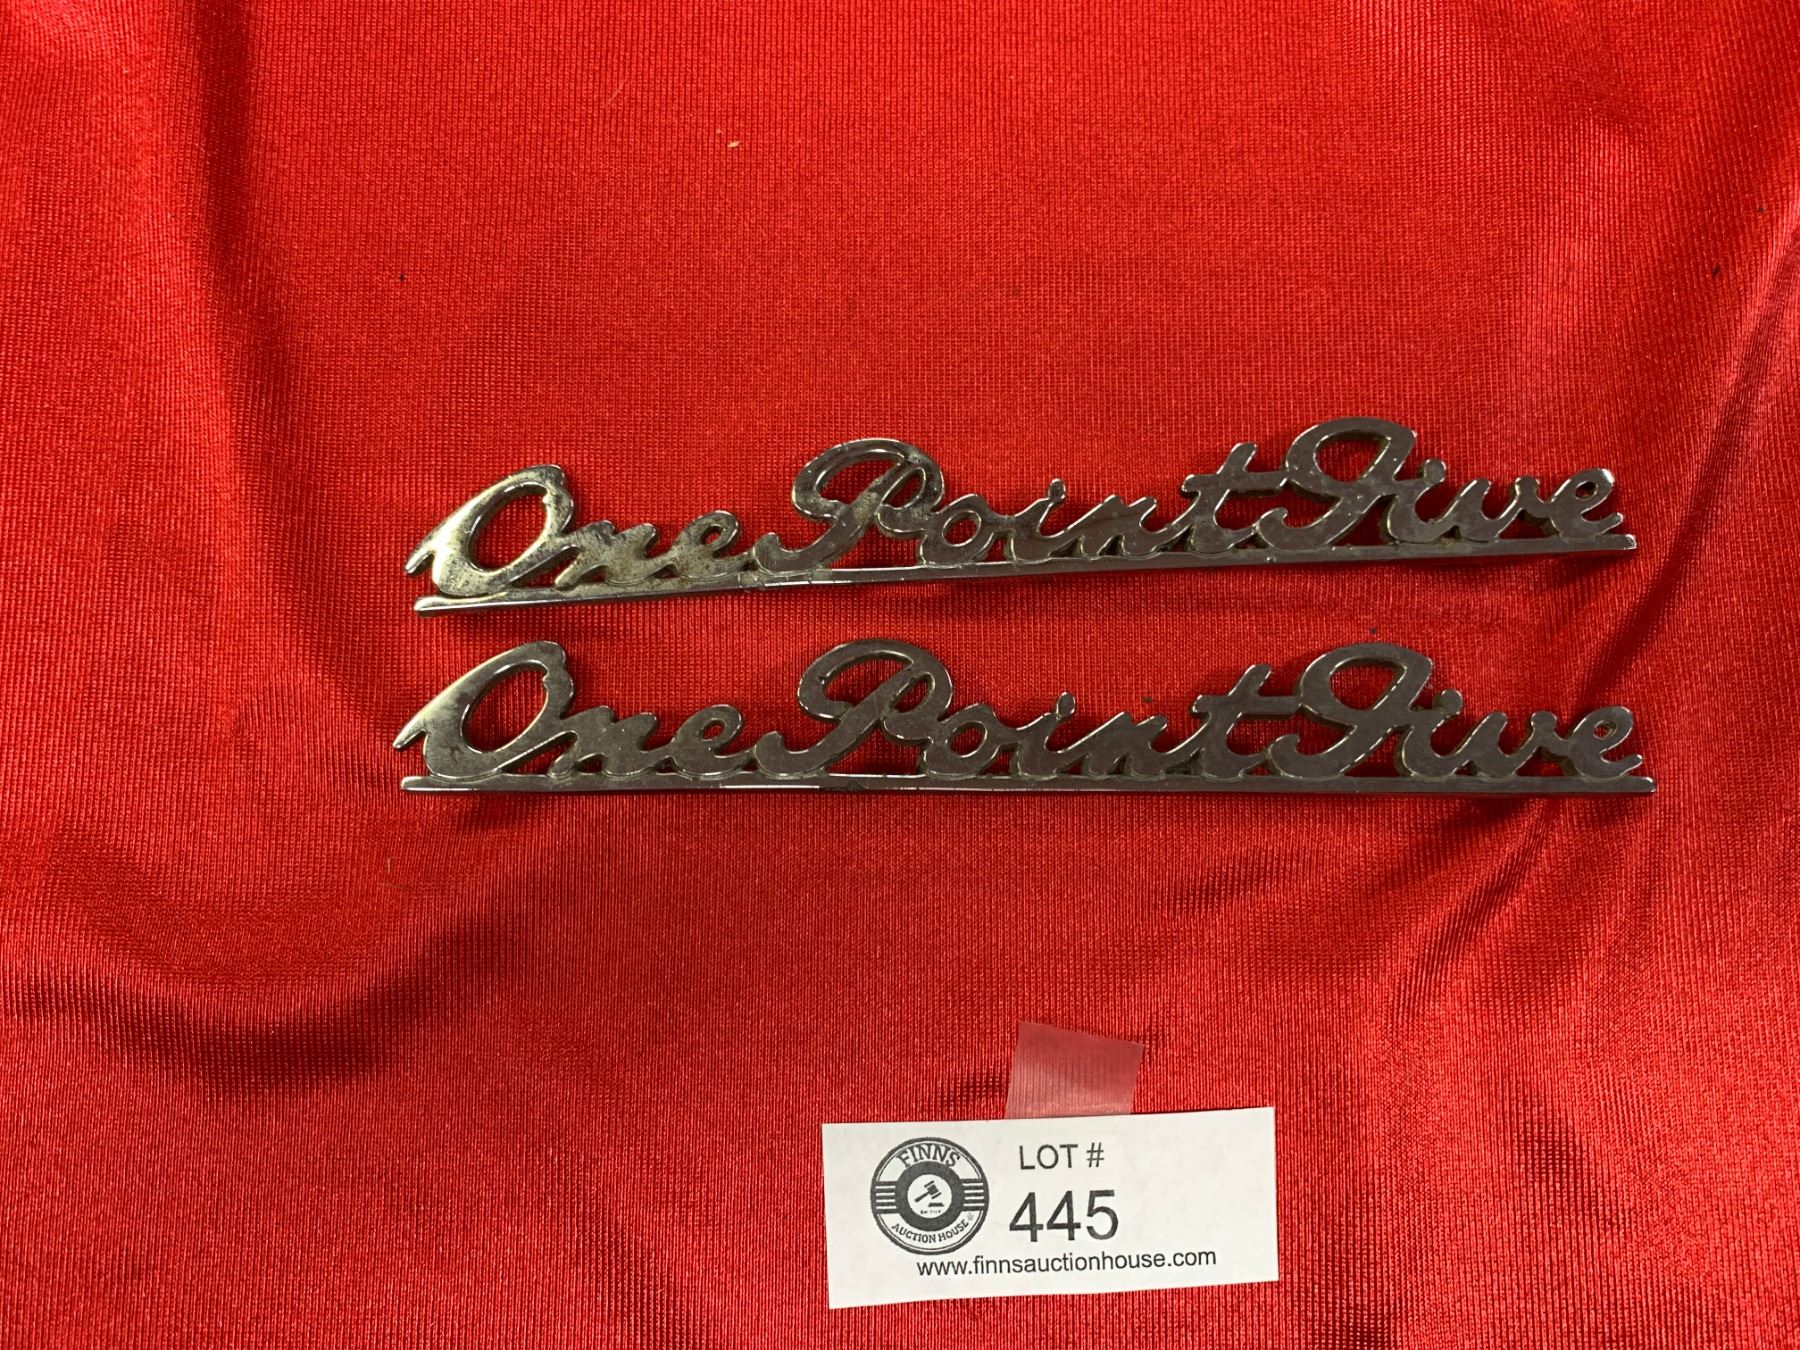 One Point Five
One Point Five
FINNS
AUCTION HOUSE
LOT #
445
www.finnsauctionhouse.com